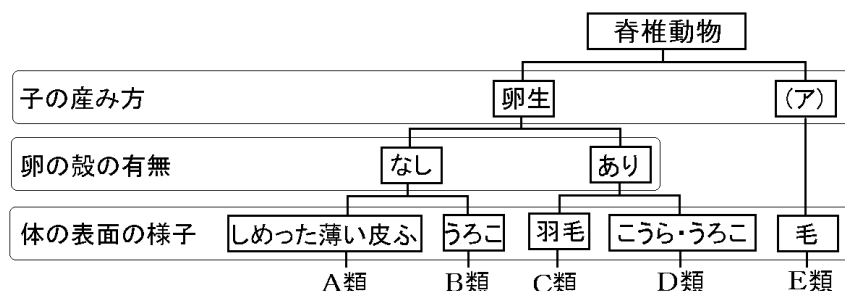 脊椎動物
子の産み方
卵生
(ア)
卵の殻の有無
なし
あり
体の表面の様子
しめった薄い皮ふ
うろこ
羽毛
こうら・うろこ
毛
A類
B類
C類
D類
E類